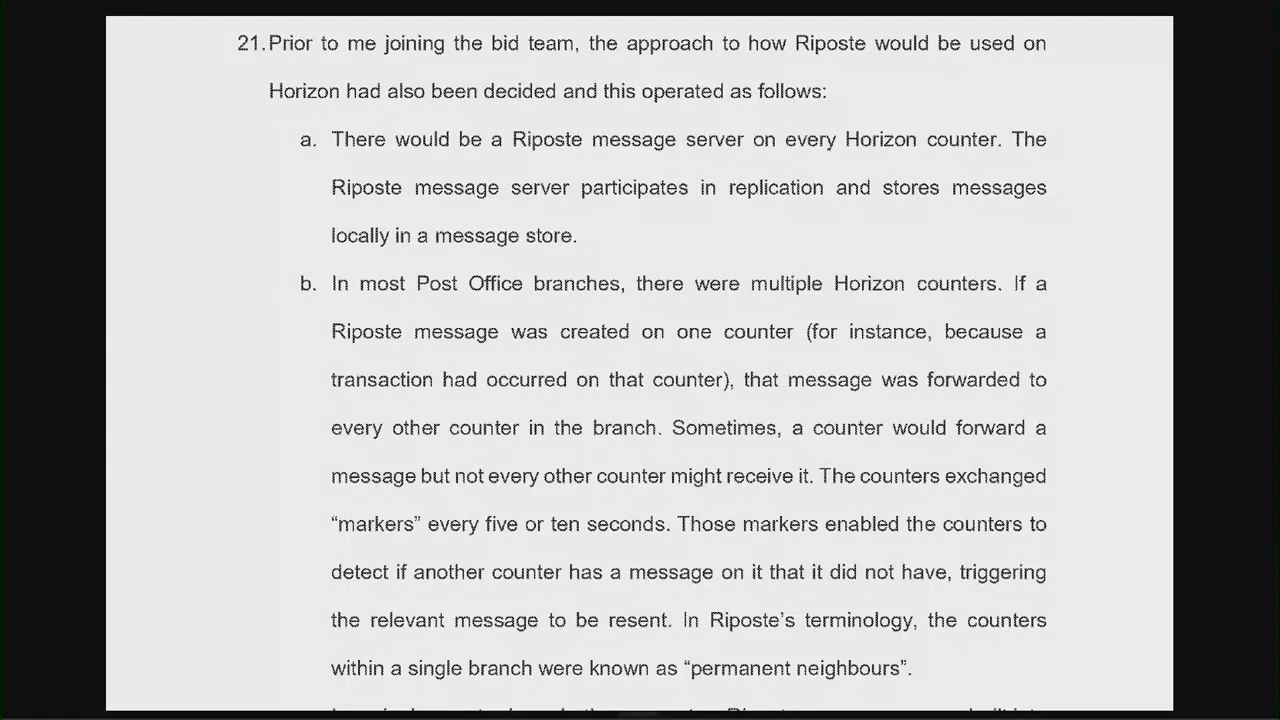 21. Prior to me joining the bid team, the approach to how Riposte would be used on
Horizon had also been decided and this operated as follows:
a. There would be a Riposte message server on every Horizon counter. The
Riposte message server participates in replication and stores messages
locally in a message store.
b. In most Post Office branches, there were multiple Horizon counters. If a
Riposte message was created on one counter (for instance, because a
transaction had occurred on that counter), that message was forwarded to
every other counter in the branch. Sometimes, a counter would forward a
message but not every other counter might receive it. The counters exchanged
“markers” every five or ten seconds. Those markers enabled the counters to
detect if another counter has a message on it that it did not have, triggering
the relevant message to be resent. In Riposte’s terminology, the counters
within a single branch were known as “permanent neighbours”.